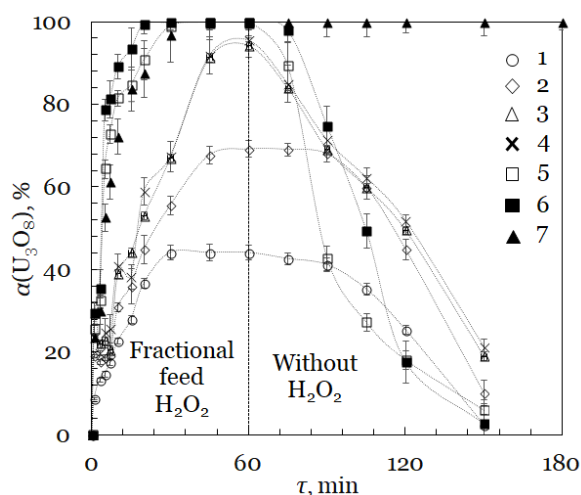 100
80
60
40
20
0
α(U₃O₈), %
Fractional
feed
H₂O₂
Without
H₂O₂
1
2
3
4
5
6
7
0
60
120
180
τ, min